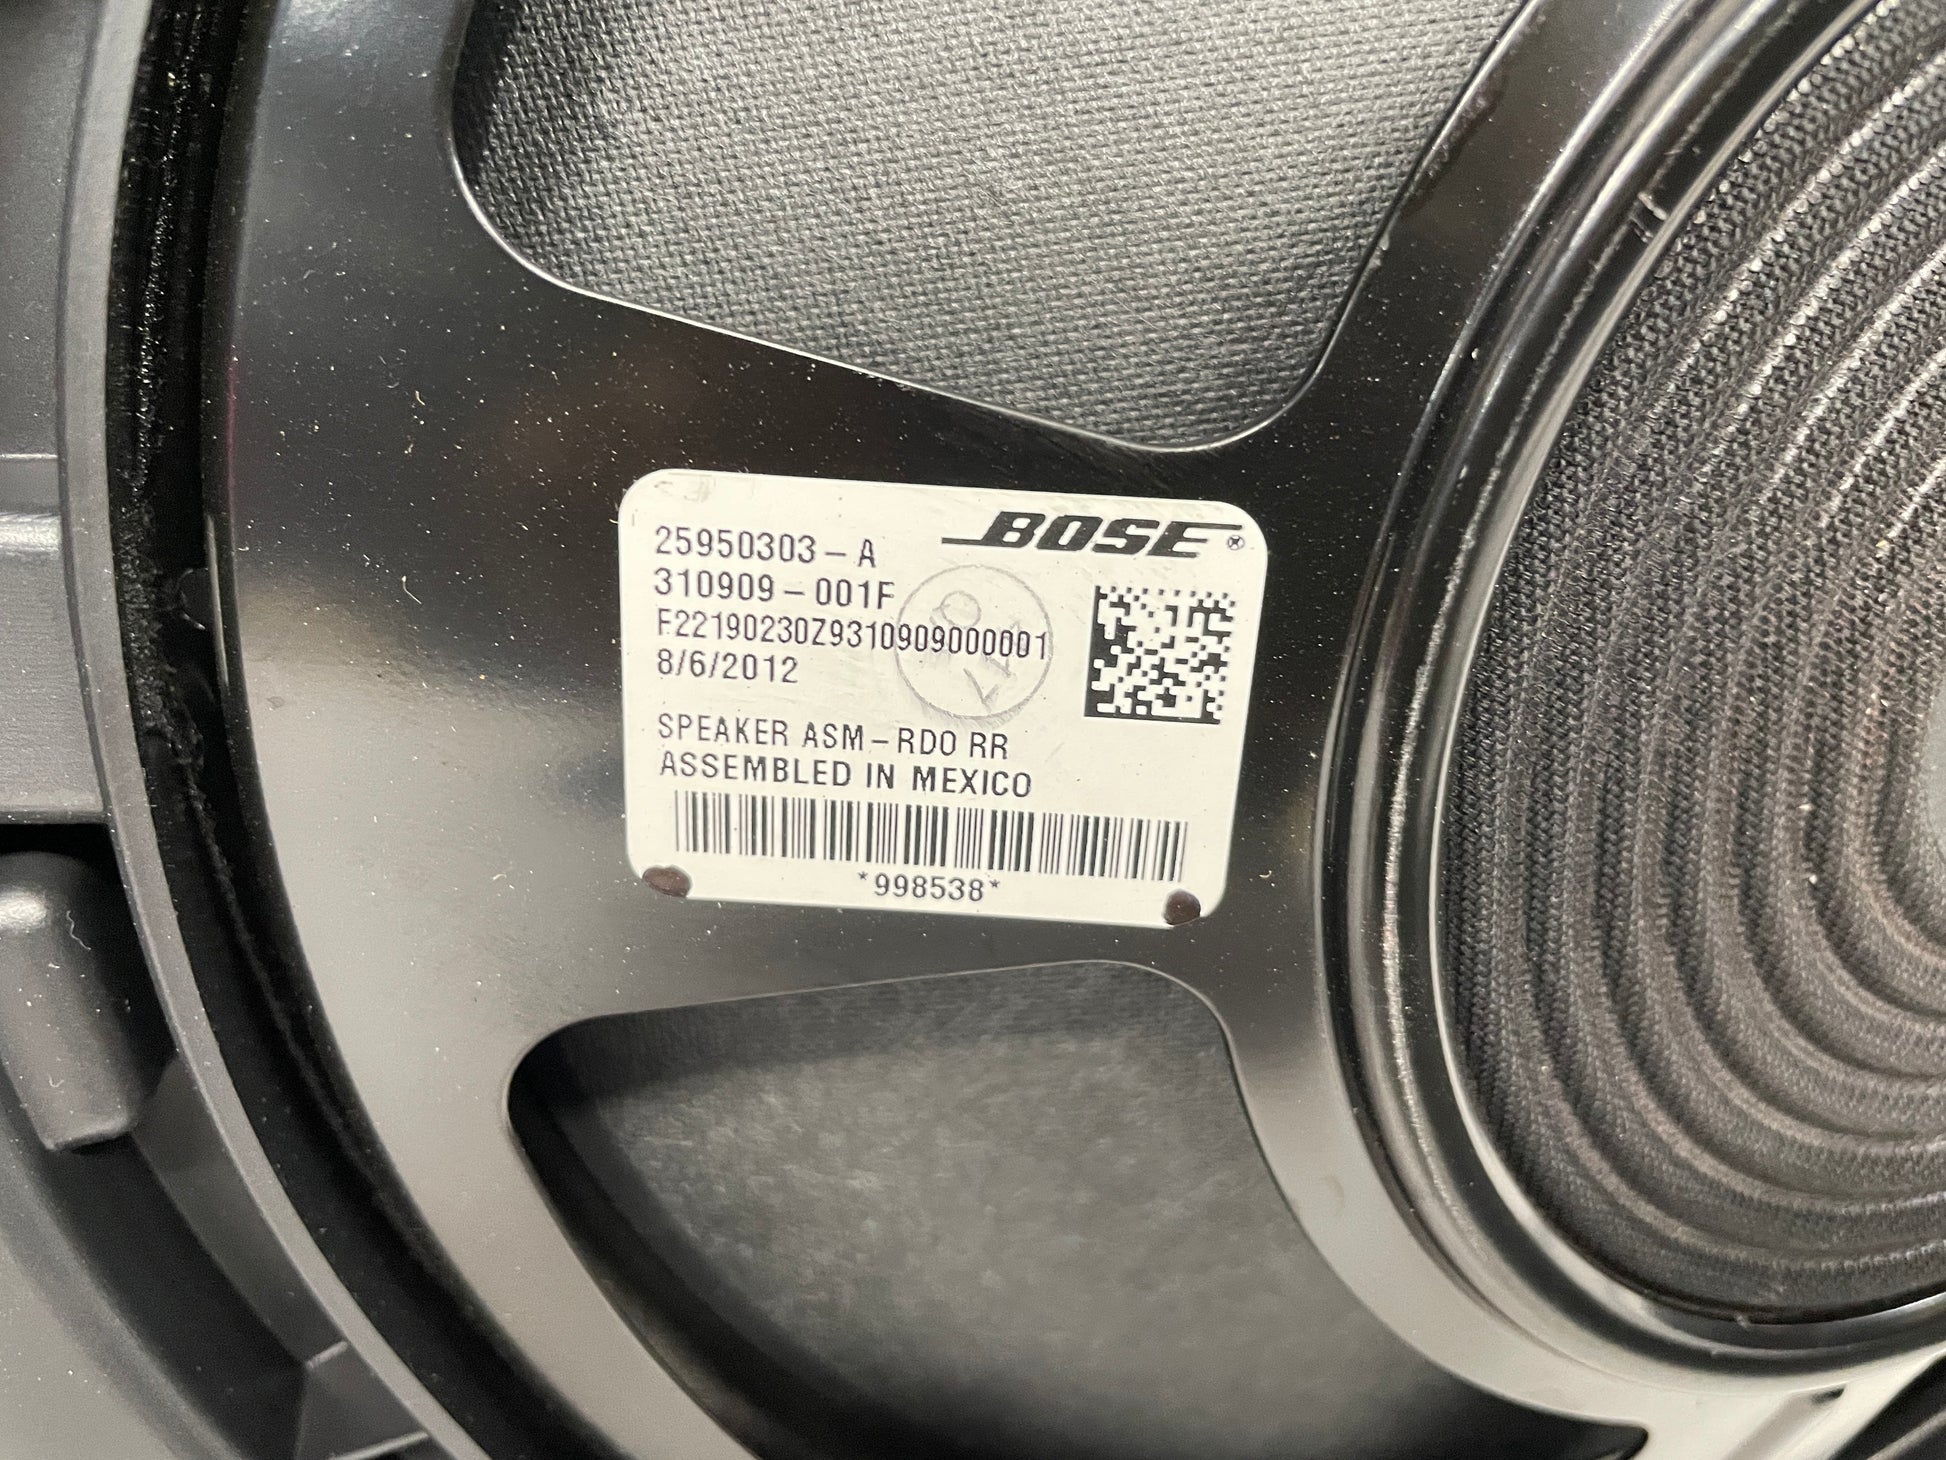 BOSE®
25950303-A
310909-001F
F22190230Z9310909000001
8/6/2012
SPEAKER ASM-RDO RR
ASSEMBLED IN MEXICO
*998538*